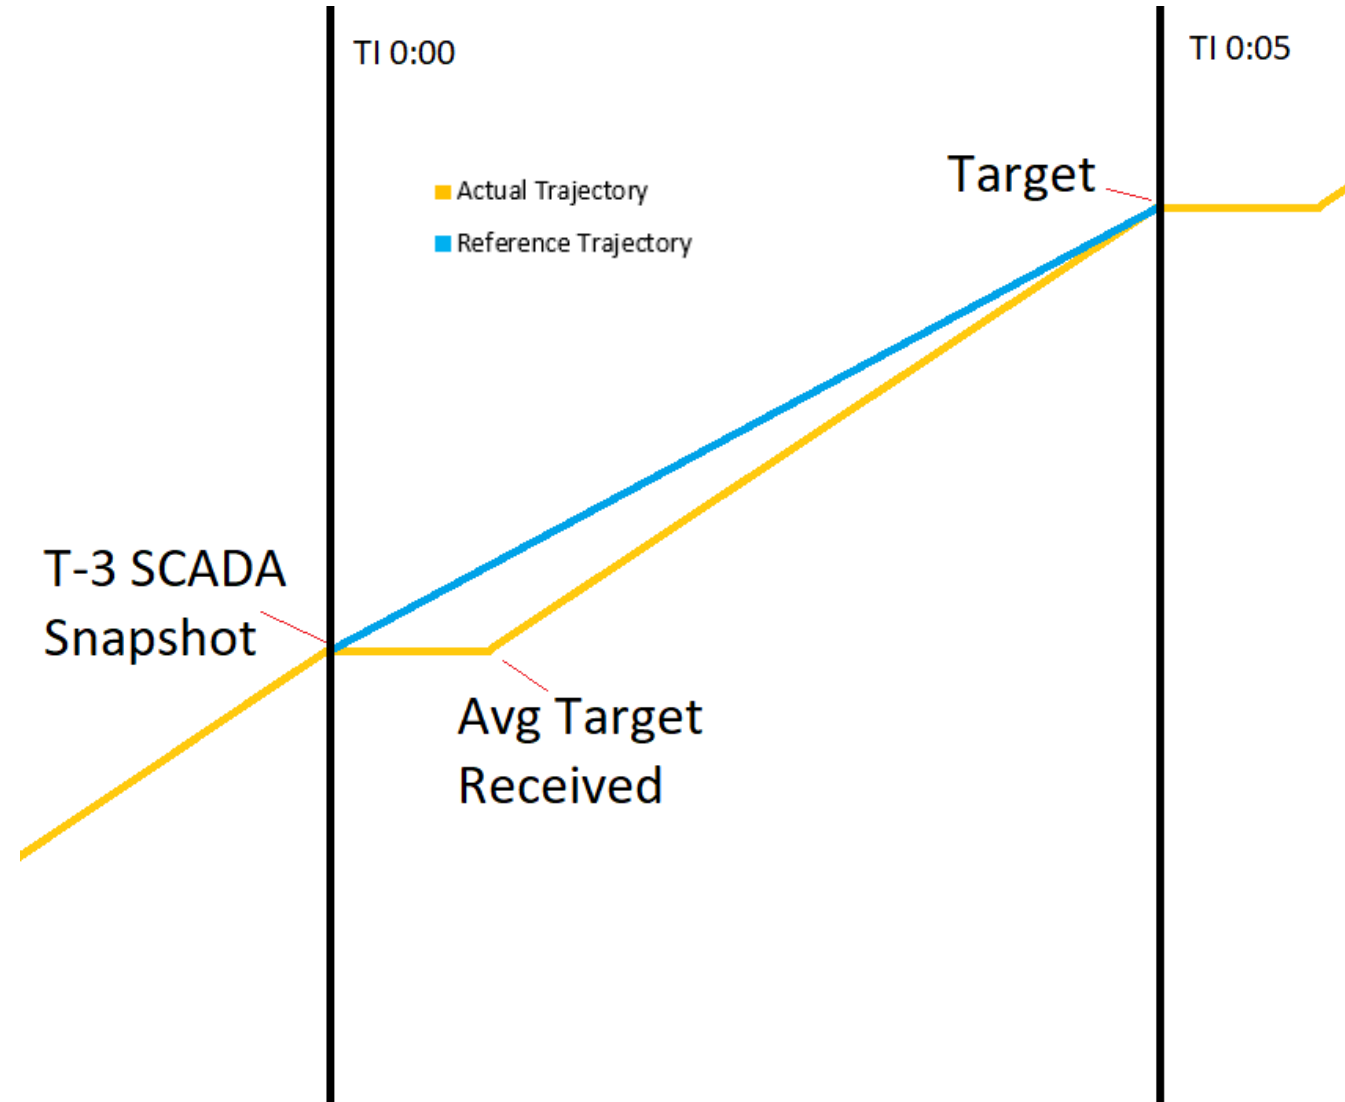 TI 0:00
TI 0:05
Target
Actual Trajectory
Reference Trajectory
T-3 SCADA
Snapshot
Avg Target
Received